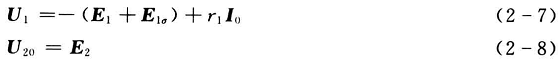 U₁ = −(E₁ + E₁σ) + r₁I₀ (2-7)
U₂₀ = E₂ (2-8)